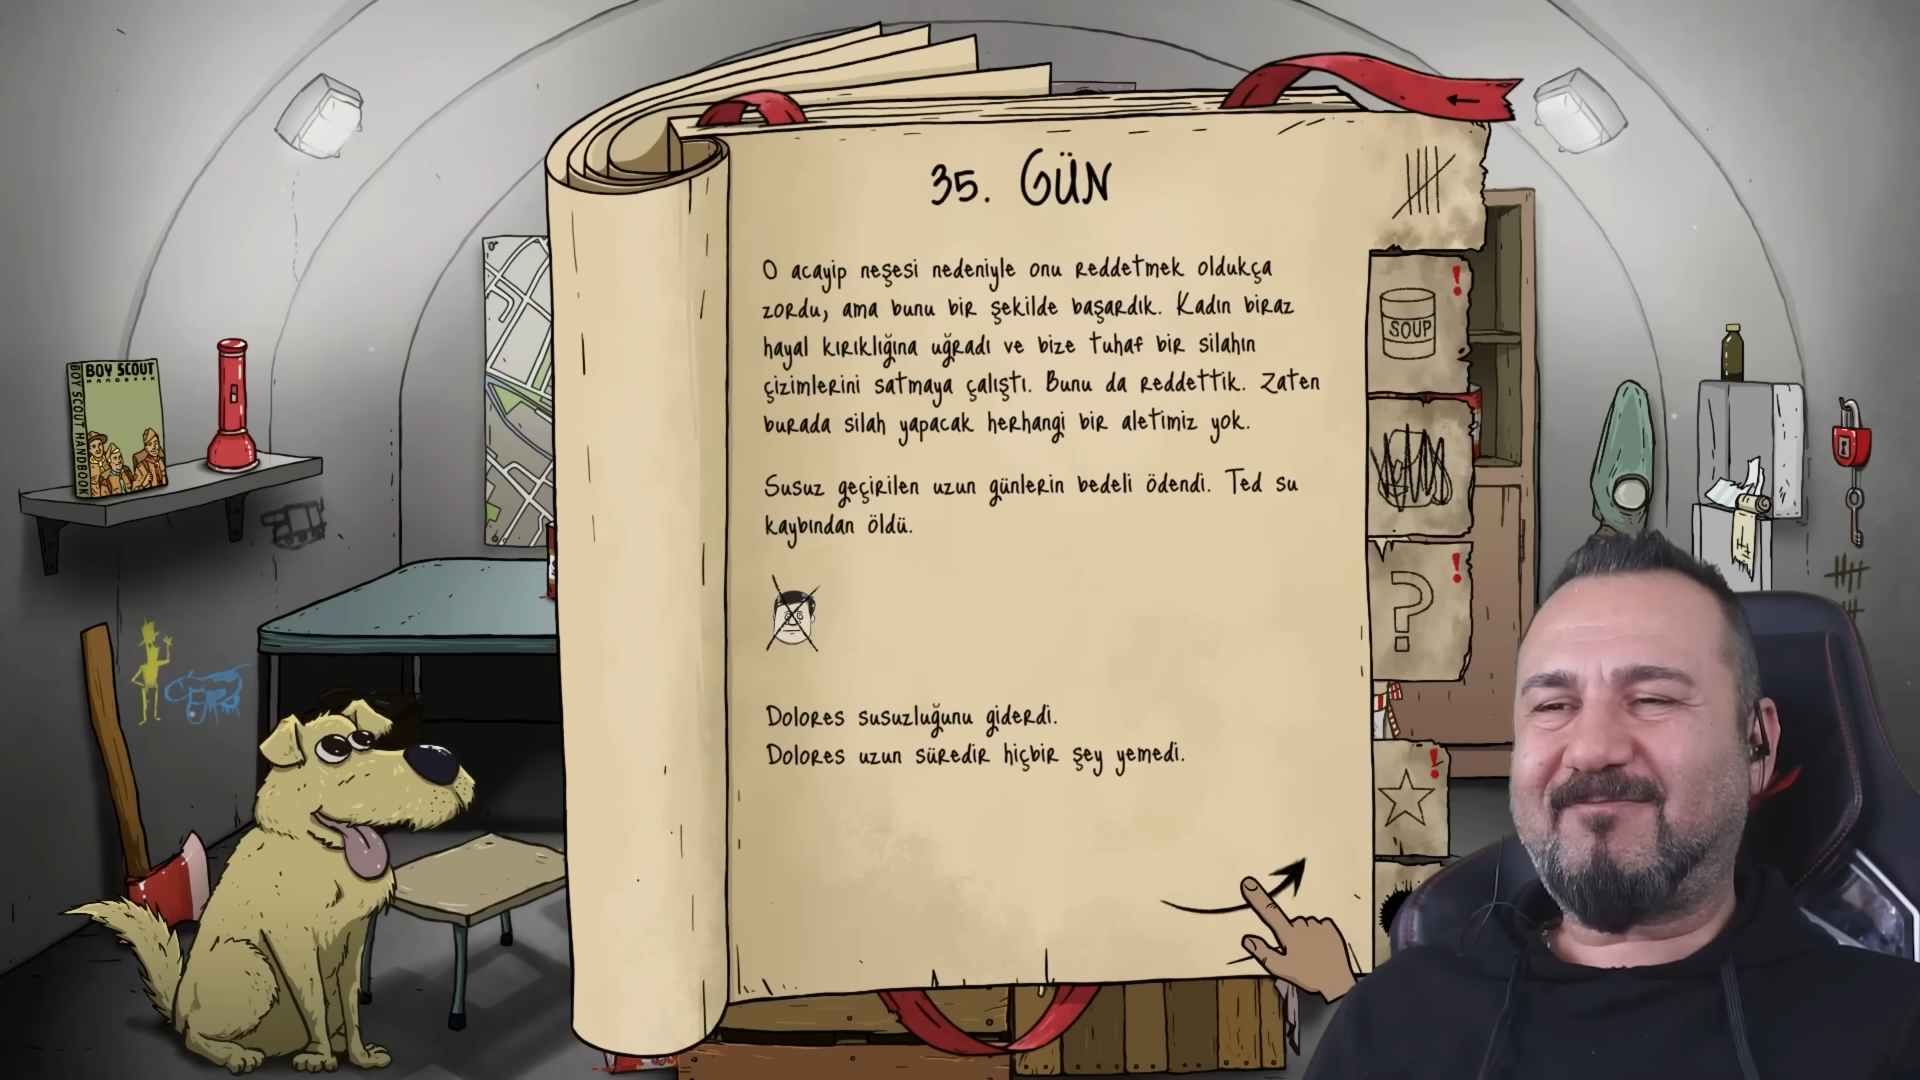 35. GÜN
O acayip neşesi nedeniyle onu reddetmek oldukça
zordu, ama bunu bir şekilde başardık. Kadın biraz
hayal kırıklığına uğradı ve bize tuhaf bir silahın
çizimlerini satmaya çalıştı. Bunu da reddettik. Zaten
burada silah yapacak herhangi bir aletimiz yok.
Susuz geçirilen uzun günlerin bedeli ödendi. Ted su
kaybından öldü.
Dolores susuzluğunu giderdi.
Dolores uzun süredir hiçbir şey yemedi.
!
SOUP
!
?
!
BOY SCOUT
HANDBOOK
BOY SCOUT HANDBOOK